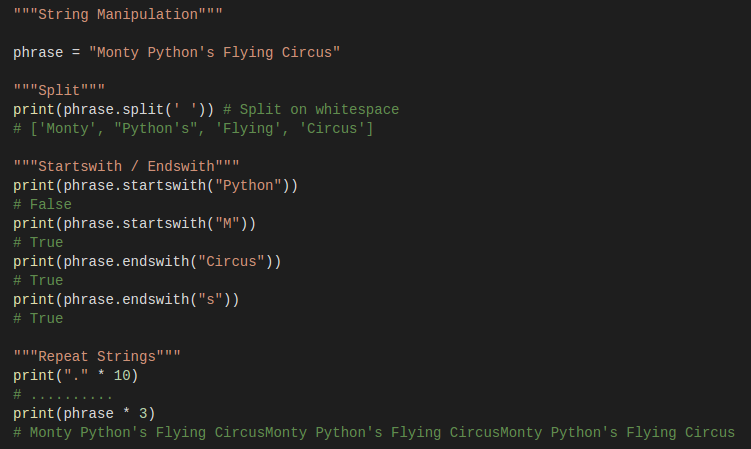 """String Manipulation"""
phrase = "Monty Python's Flying Circus"
"""Split"""
print(phrase.split(' ')) # Split on whitespace
# ['Monty', "Python's", 'Flying', 'Circus']
"""Startswith / Endswith"""
print(phrase.startswith("Python"))
# False
print(phrase.startswith("M"))
# True
print(phrase.endswith("Circus"))
# True
print(phrase.endswith("s"))
# True
"""Repeat Strings"""
print("." * 10)
# ..........
print(phrase * 3)
# Monty Python's Flying CircusMonty Python's Flying CircusMonty Python's Flying Circus